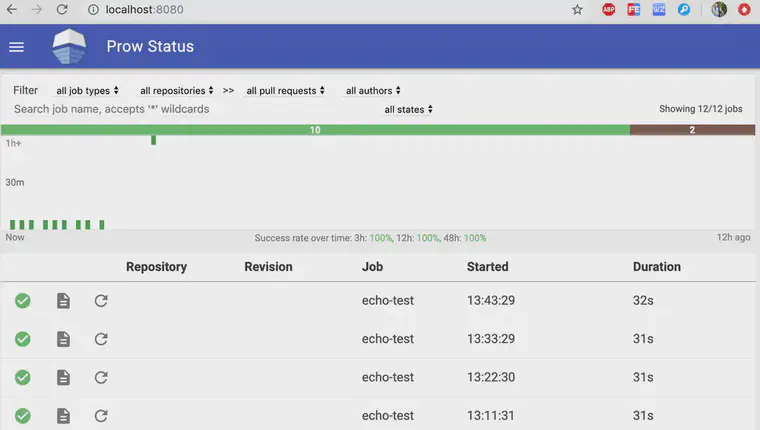 localhost:8080
ABP FE WZ
Prow Status
Filter all job types all repositories >> all pull requests all authors
Search job name, accepts '*' wildcards all states Showing 12/12 jobs
10 2
1h+
30m
Now Success rate over time: 3h: 100%, 12h: 100%, 48h: 100% 12h ago
Repository Revision Job Started Duration
echo-test 13:43:29 32s
echo-test 13:33:29 31s
echo-test 13:22:30 31s
echo-test 13:11:31 31s